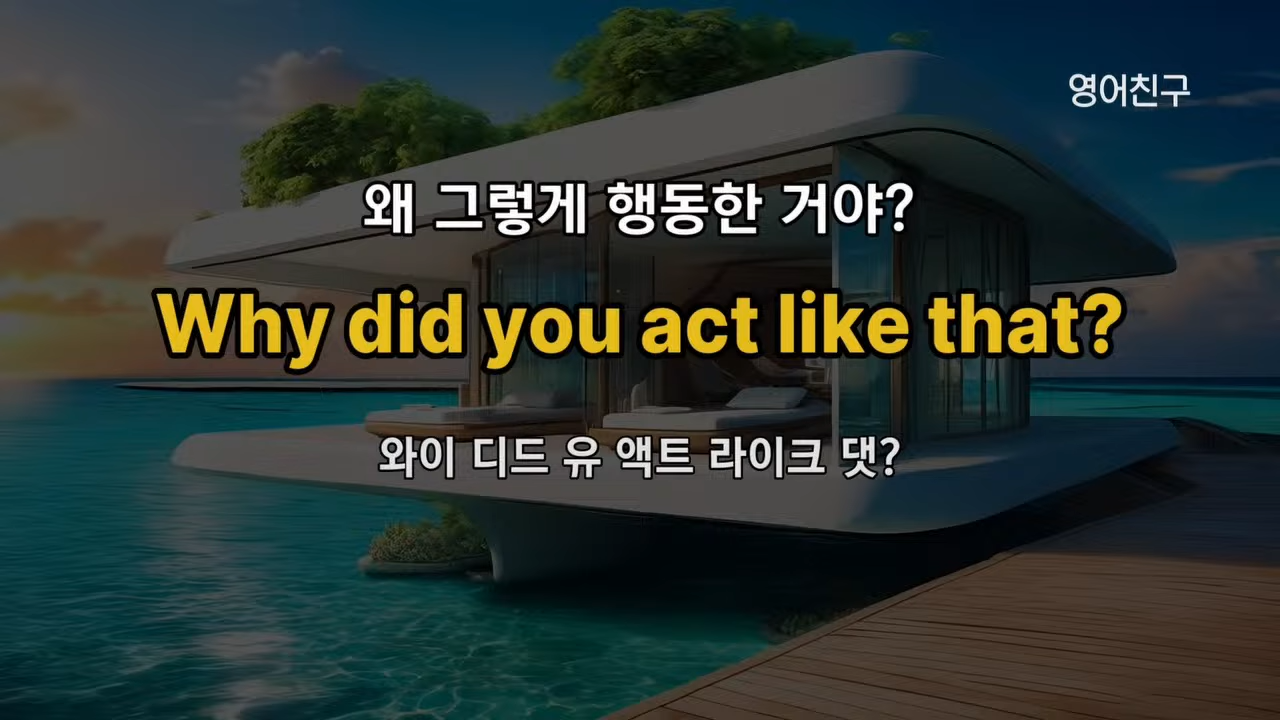 영어친구
왜 그렇게 행동한 거야?
Why did you act like that?
와이 디드 유 액트 라이크 댓?